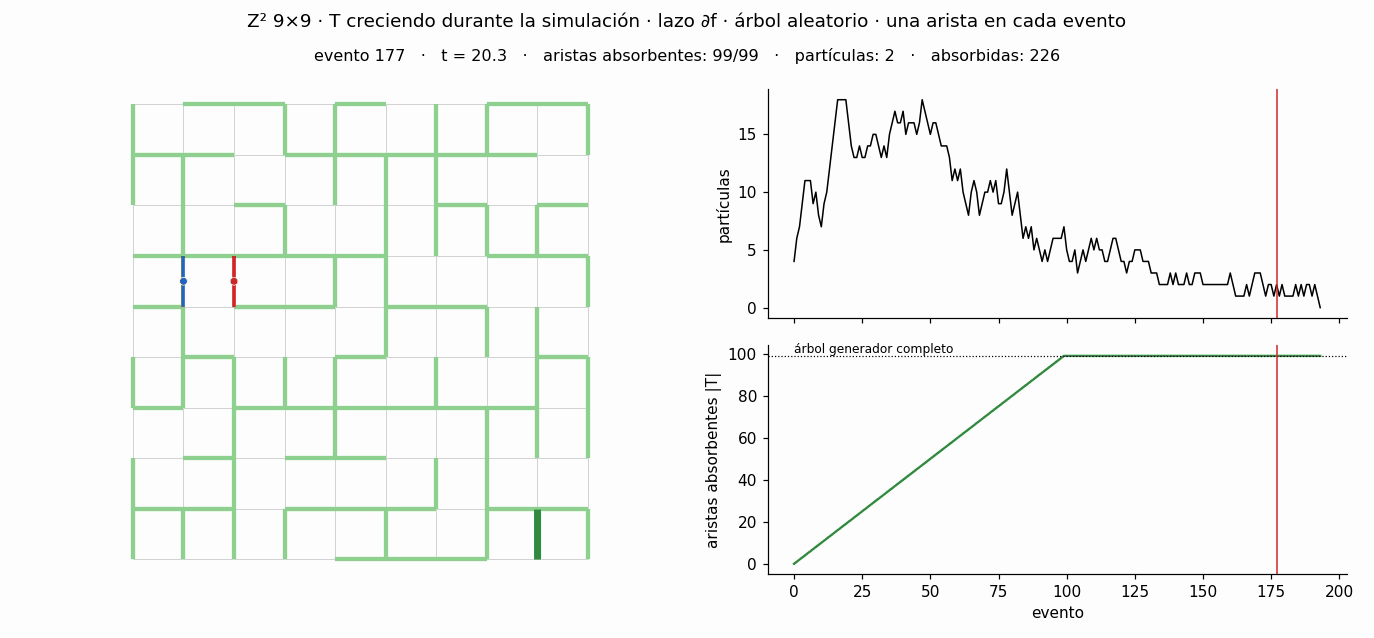 Z² 9×9 · T creciendo durante la simulación · lazo ∂f · árbol aleatorio · una arista en cada evento
evento 177 · t = 20.3 · aristas absorbentes: 99/99 · partículas: 2 · absorbidas: 226
partículas
15
10
5
0
aristas absorbentes |T|
árbol generador completo
100
80
60
40
20
0
0 25 50 75 100 125 150 175 200
evento